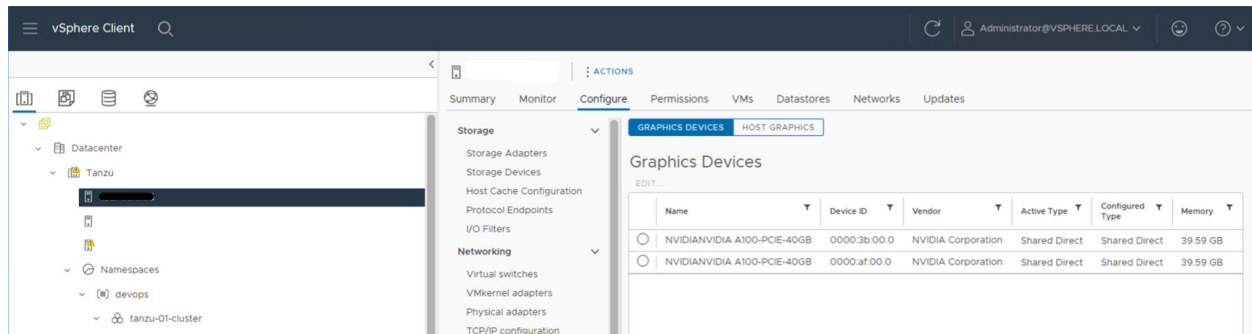 vSphere Client
Administrator@VSPHERE.LOCAL
ACTIONS
Summary Monitor Configure Permissions VMs Datastores Networks Updates
Datacenter
Tanzu
Namespaces
devops
tanzu-01-cluster
Storage
Storage Adapters
Storage Devices
Host Cache Configuration
Protocol Endpoints
I/O Filters
Networking
Virtual switches
VMkernel adapters
Physical adapters
TCP/IP configuration
GRAPHICS DEVICES HOST GRAPHICS
Graphics Devices
EDIT...
Name Device ID Vendor Active Type Configured Type Memory
NVIDIANVIDIA A100-PCIE-40GB 0000:3b:00.0 NVIDIA Corporation Shared Direct Shared Direct 39.59 GB
NVIDIANVIDIA A100-PCIE-40GB 0000:af:00.0 NVIDIA Corporation Shared Direct Shared Direct 39.59 GB